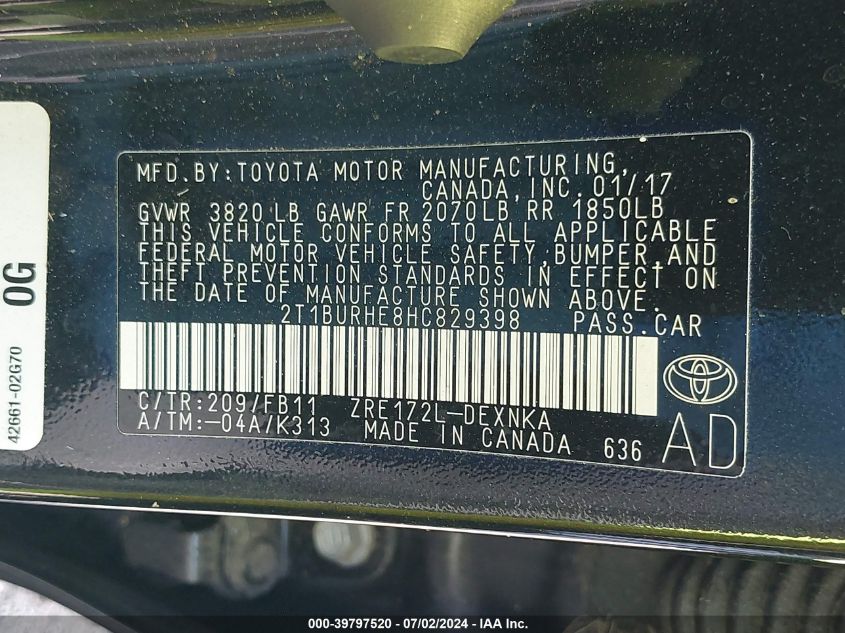 MFD.BY:TOYOTA MOTOR MANUFACTURING,
CANADA,INC.01/17
GVWR 3820 LB GAWR FR 2070LB RR 1850LB
THIS VEHICLE CONFORMS TO ALL APPLICABLE
FEDERAL MOTOR VEHICLE SAFETY,BUMPER,AND
THEFT PREVENTION STANDARDS IN EFFECT ON
THE DATE OF MANUFACTURE SHOWN ABOVE.
2T1BURHE8HC829398 PASS.CAR
C/TR:209/FB11 ZRE172L-DEXNKA
A/TM:-04A/K313 MADE IN CANADA 636 AD
42661-02G70
0G
000-39797520 - 07/02/2024 - IAA Inc.